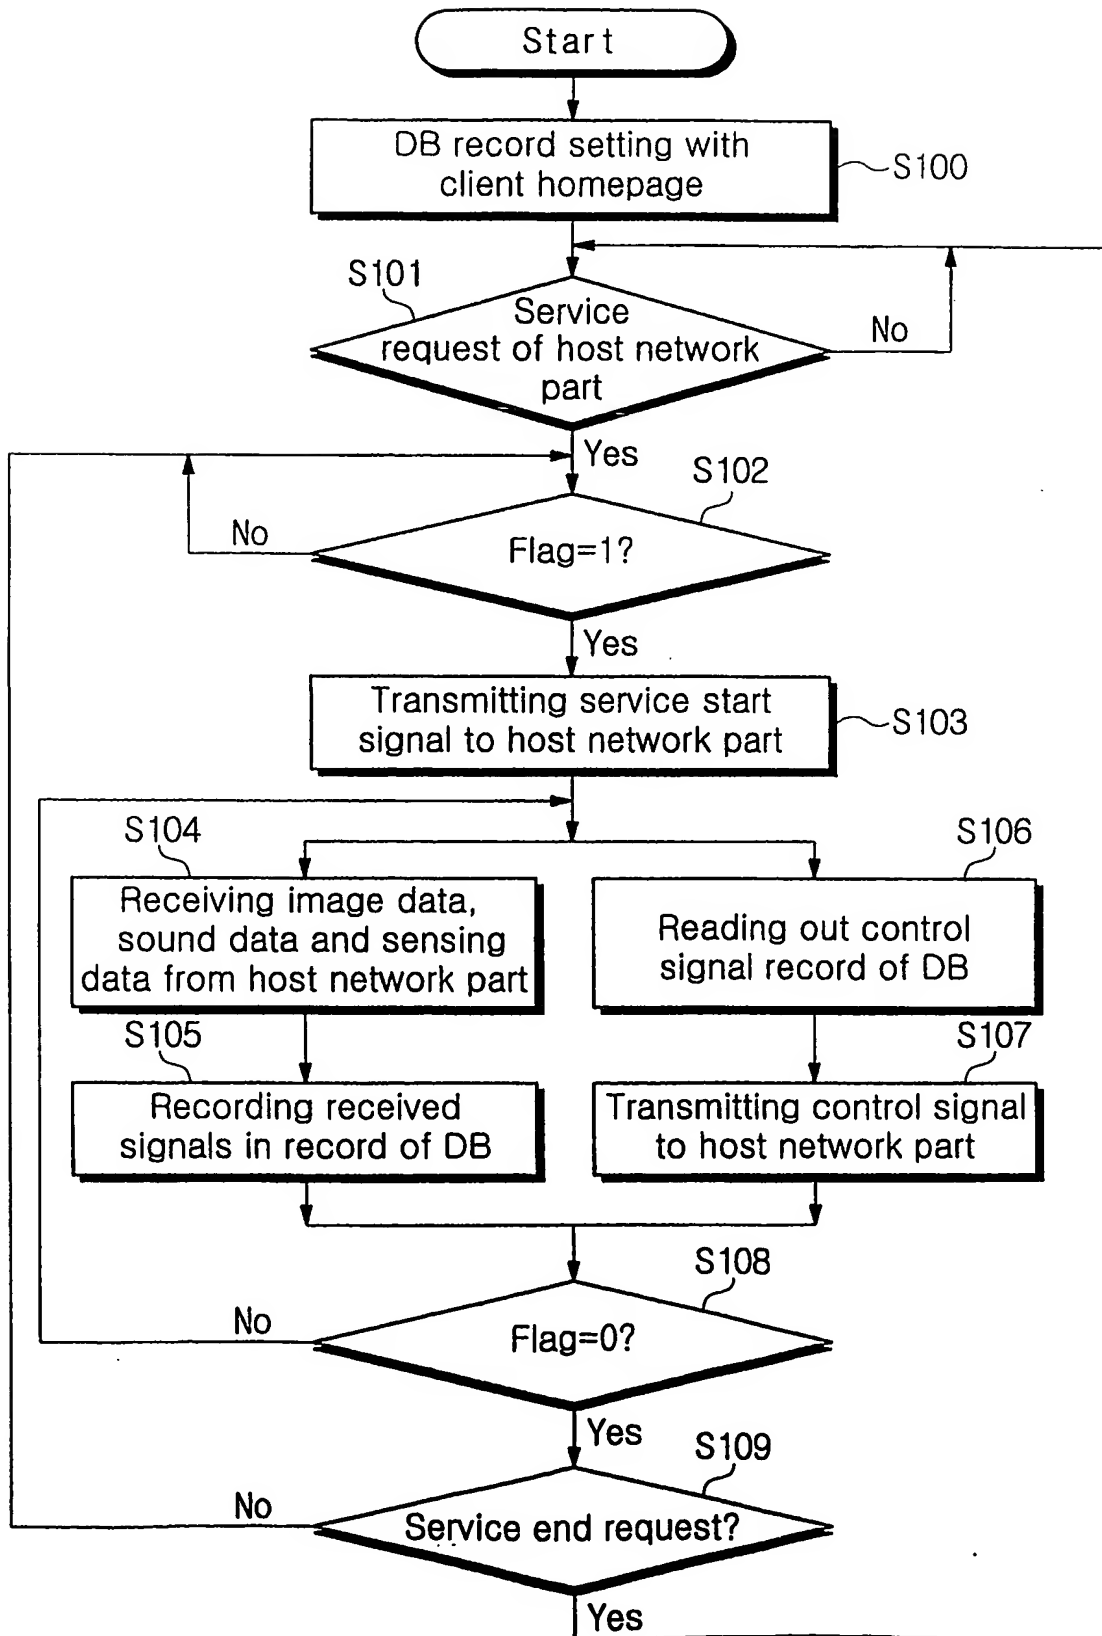 Start
DB record setting with
client homepage
S100
S101
Service
request of host network
part
No
Yes
S102
No
Flag=1?
Yes
Transmitting service start
signal to host network part
S103
S104
Receiving image data,
sound data and sensing
data from host network part
S106
Reading out control
signal record of DB
S105
Recording received
signals in record of DB
S107
Transmitting control signal
to host network part
S108
No
Flag=0?
Yes
S109
No
Service end request?
Yes